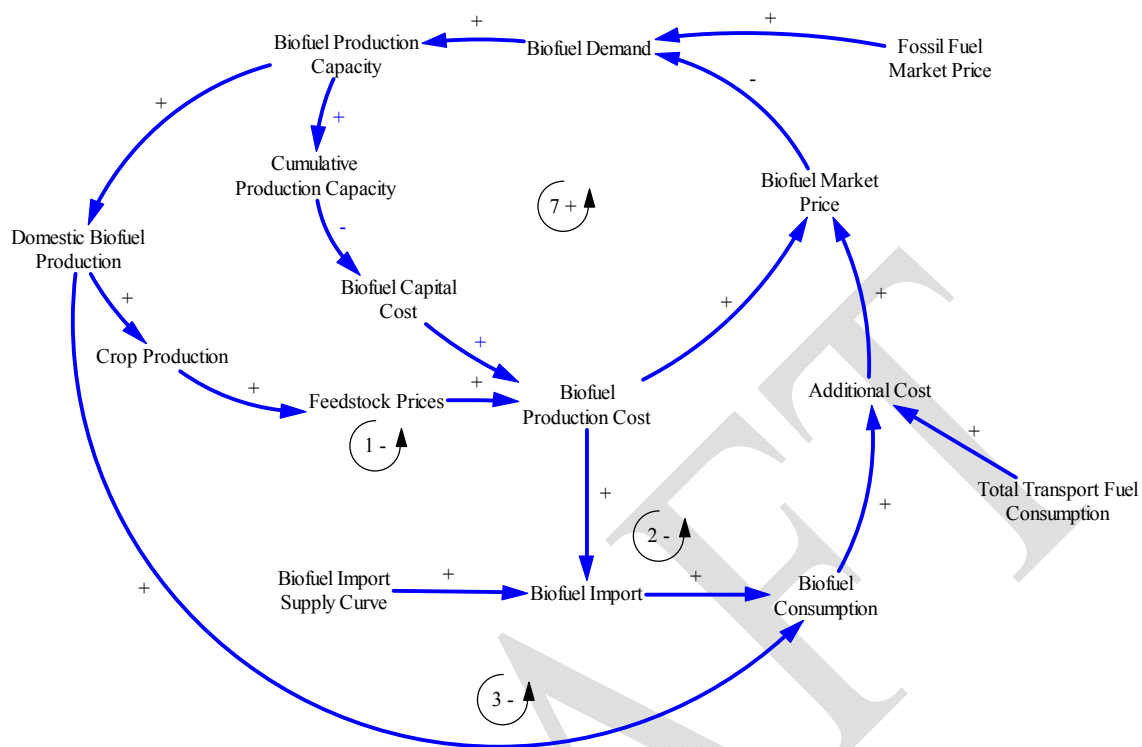 +
+
Biofuel Production
Capacity
Biofuel Demand
Fossil Fuel
Market Price
+
-
+
Cumulative
Production Capacity
7 +
Biofuel Market
Price
-
Domestic Biofuel
Production
+
Biofuel Capital
Cost
+
+
+
Crop Production
+
+
Feedstock Prices
Biofuel
Production Cost
Additional Cost
1 -
+
Total Transport Fuel
Consumption
+
+
2 -
Biofuel Import
Supply Curve
+
Biofuel Import
+
Biofuel
Consumption
+
3 -
AFT